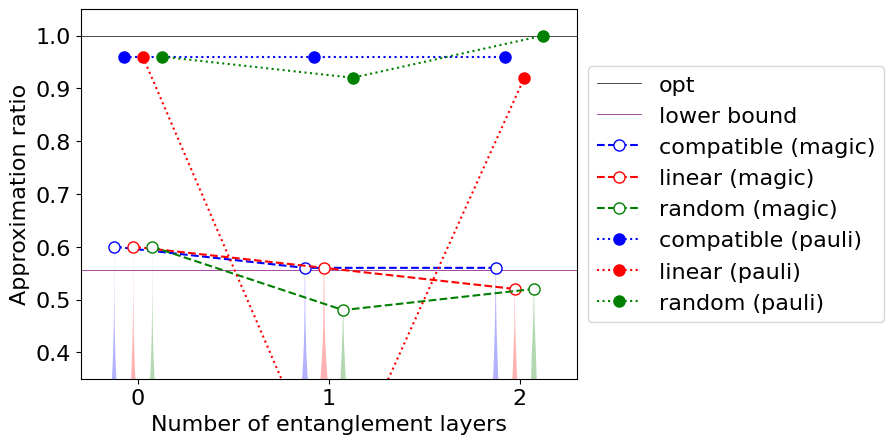 Approximation ratio
1.0
0.9
0.8
0.7
0.6
0.5
0.4
0
1
2
Number of entanglement layers
opt
lower bound
compatible (magic)
linear (magic)
random (magic)
compatible (pauli)
linear (pauli)
random (pauli)